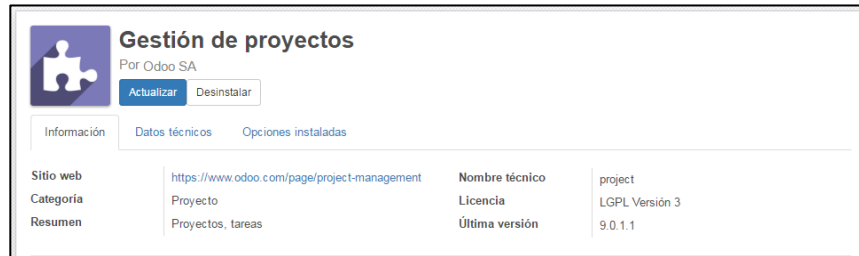 Gestión de proyectos
Por Odoo SA
Actualizar Desinstalar
Información Datos técnicos Opciones instaladas
Sitio web https://www.odoo.com/page/project-management Nombre técnico project
Categoría Proyecto Licencia LGPL Versión 3
Resumen Proyectos, tareas Última versión 9.0.1.1